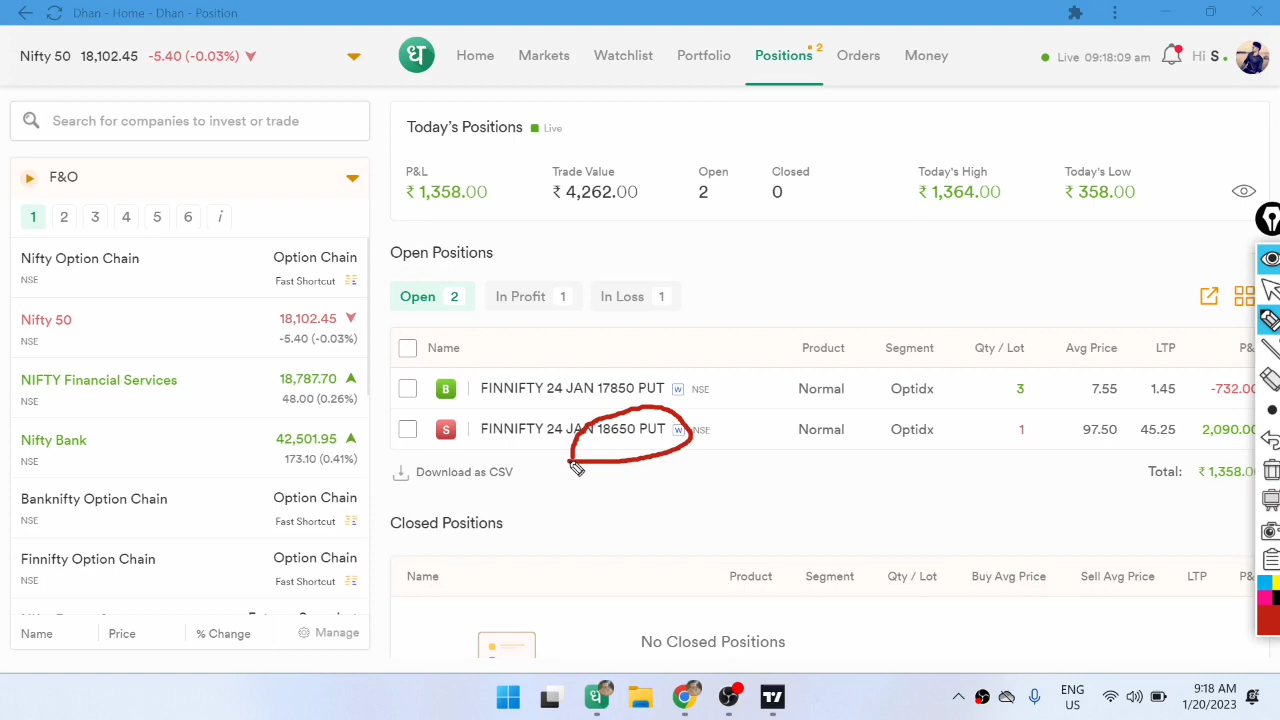 Dhan - Home - Dhan - Position
Nifty 50 18,102.45 -5.40 (-0.03%)
ध
Home Markets Watchlist Portfolio Positions 2 Orders Money
Live 09:18:09 am
Hi S
Search for companies to invest or trade
F&O
1 2 3 4 5 6 i
Nifty Option Chain Option Chain
NSE Fast Shortcut
Nifty 50 18,102.45
NSE -5.40 (-0.03%)
NIFTY Financial Services 18,787.70
NSE 48.00 (0.26%)
Nifty Bank 42,501.95
NSE 173.10 (0.41%)
Banknifty Option Chain Option Chain
NSE Fast Shortcut
Finnifty Option Chain Option Chain
NSE Fast Shortcut
Name Price % Change Manage
Today's Positions Live
P&L Trade Value Open Closed Today's High Today's Low
₹ 1,358.00 ₹ 4,262.00 2 0 ₹ 1,364.00 ₹ 358.00
Open Positions
Open 2 In Profit 1 In Loss 1
Name Product Segment Qty / Lot Avg Price LTP P&
B FINNIFTY 24 JAN 17850 PUT W NSE Normal Optidx 3 7.55 1.45 -732.00
S FINNIFTY 24 JAN 18650 PUT W NSE Normal Optidx 1 97.50 45.25 2,090.00
Download as CSV Total: 1,358.00
Closed Positions
Name Product Segment Qty / Lot Buy Avg Price Sell Avg Price LTP P&
No Closed Positions
ENG
US
9:18 AM
1/20/2023